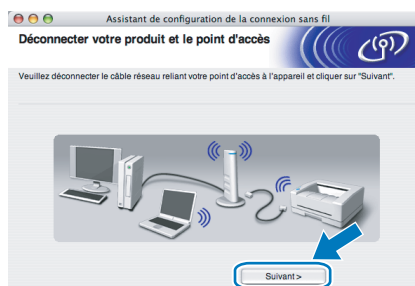 Assistant de configuration de la connexion sans fil
Déconnecter votre produit et le point d'accès
Veuillez déconnecter le câble réseau reliant votre point d'accès à l'appareil et cliquer sur "Suivant".
Suivant >